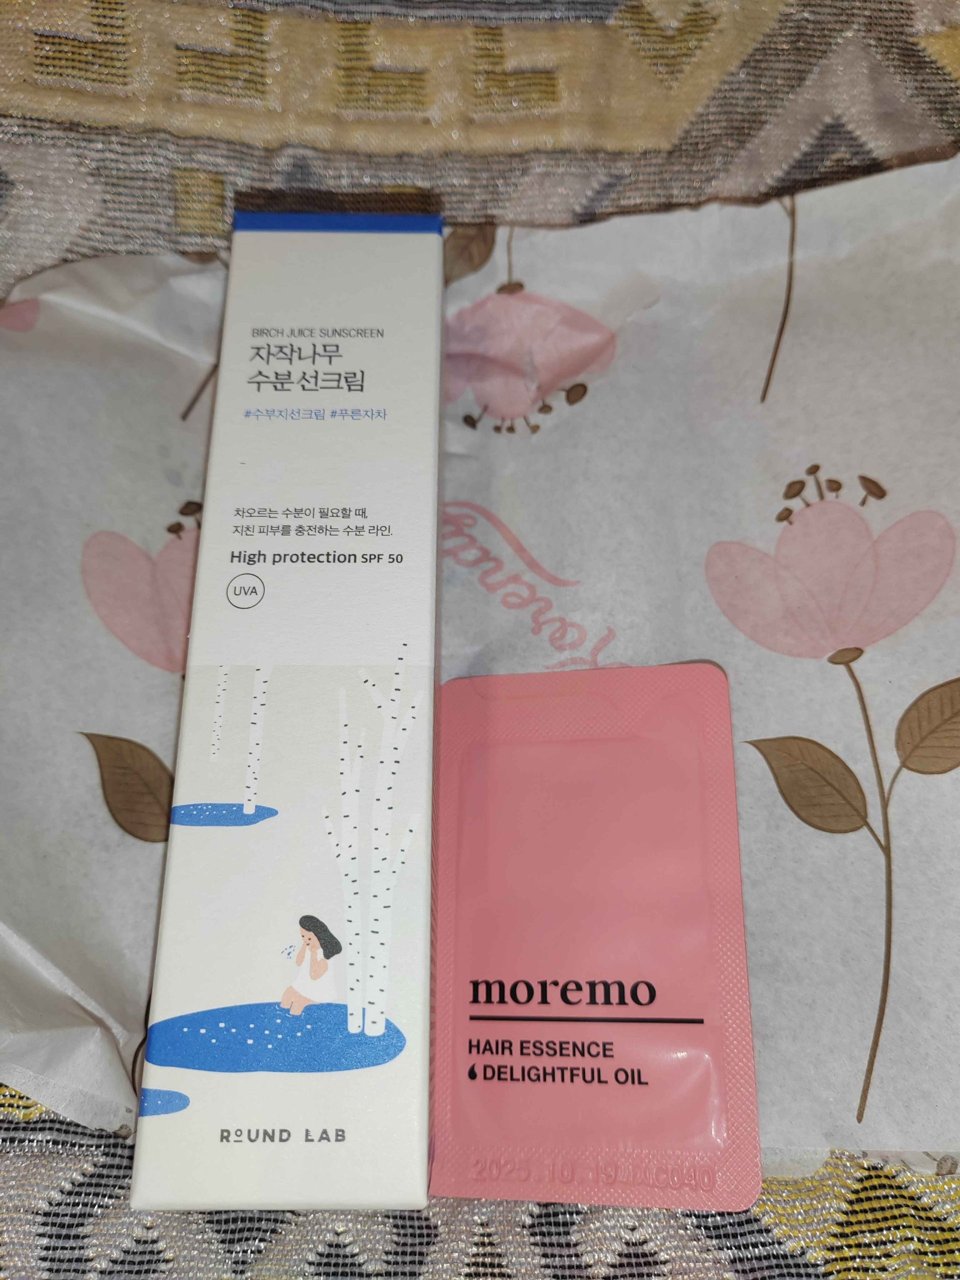 BIRCH JUICE SUNSCREEN
자작나무
수분 선크림
#수부지선크림 #푸른자차
차오르는 수분이 필요할 때,
지친 피부를 충전하는 수분 라인.
High protection SPF 50
UVA
ROUND LAB
moremo
HAIR ESSENCE
DELIGHTFUL OIL